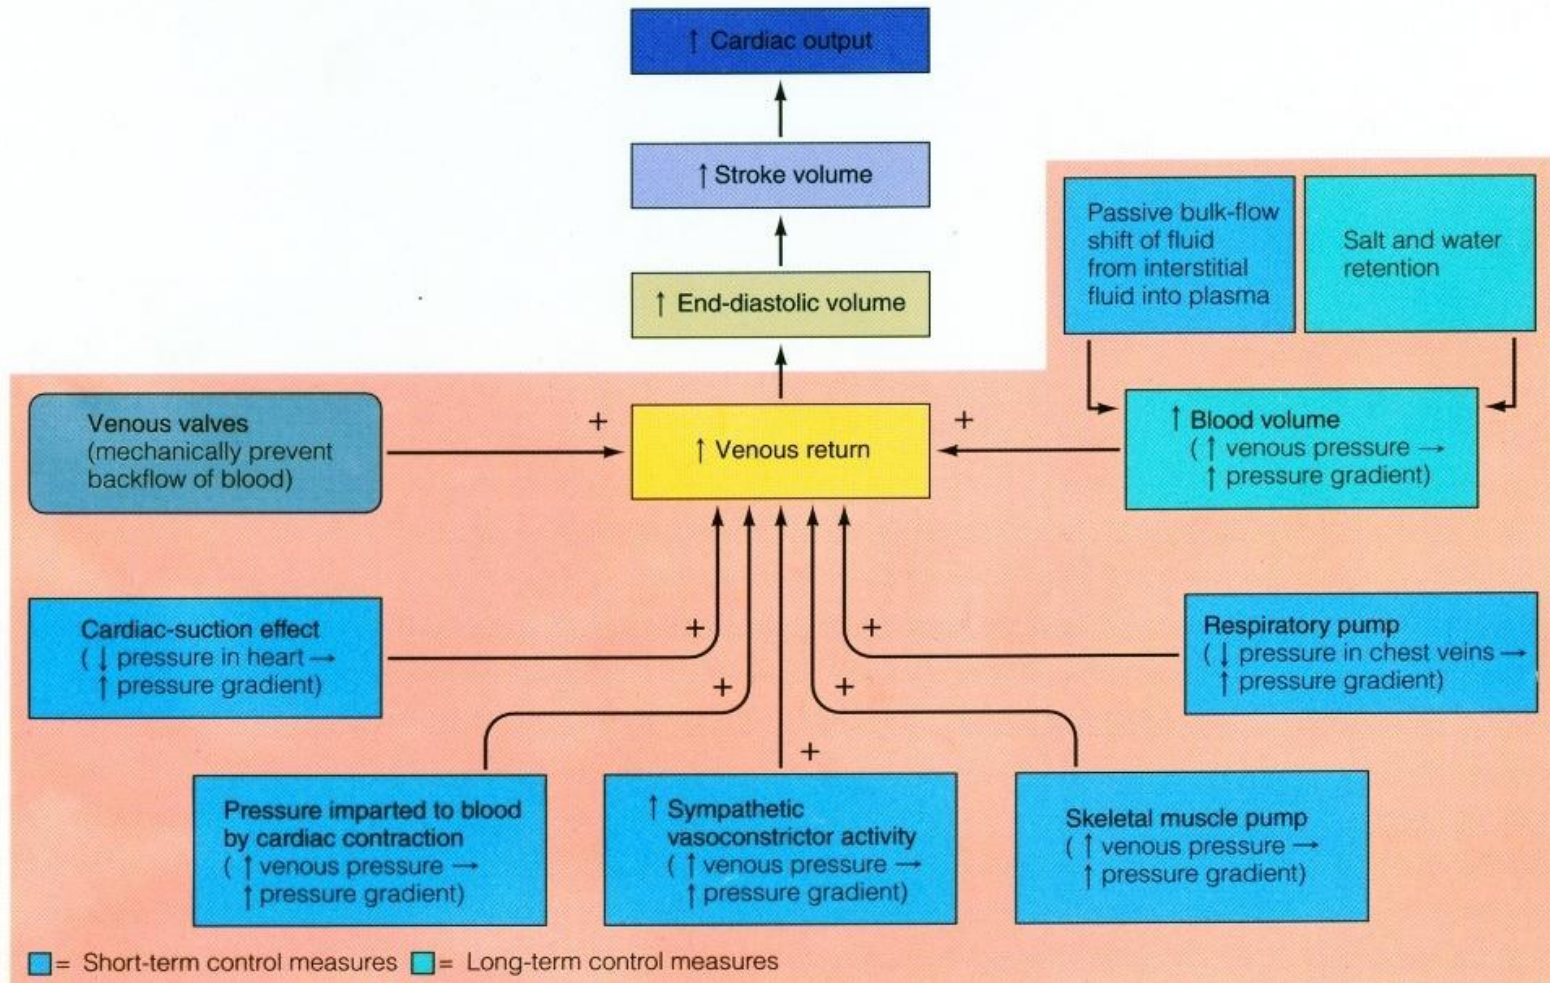 ↑ Cardiac output
↑ Stroke volume
↑ End-diastolic volume
Passive bulk-flow
shift of fluid
from interstitial
fluid into plasma
Salt and water
retention
Venous valves
(mechanically prevent
backflow of blood)
+
↑ Venous return
+
↑ Blood volume
(↑ venous pressure →
↑ pressure gradient)
Cardiac-suction effect
(↓ pressure in heart →
↑ pressure gradient)
+
+
Respiratory pump
(↓ pressure in chest veins →
↑ pressure gradient)
+
+
+
Pressure imparted to blood
by cardiac contraction
(↑ venous pressure →
↑ pressure gradient)
↑ Sympathetic
vasoconstrictor activity
(↑ venous pressure →
↑ pressure gradient)
Skeletal muscle pump
(↑ venous pressure →
↑ pressure gradient)
= Short-term control measures
= Long-term control measures